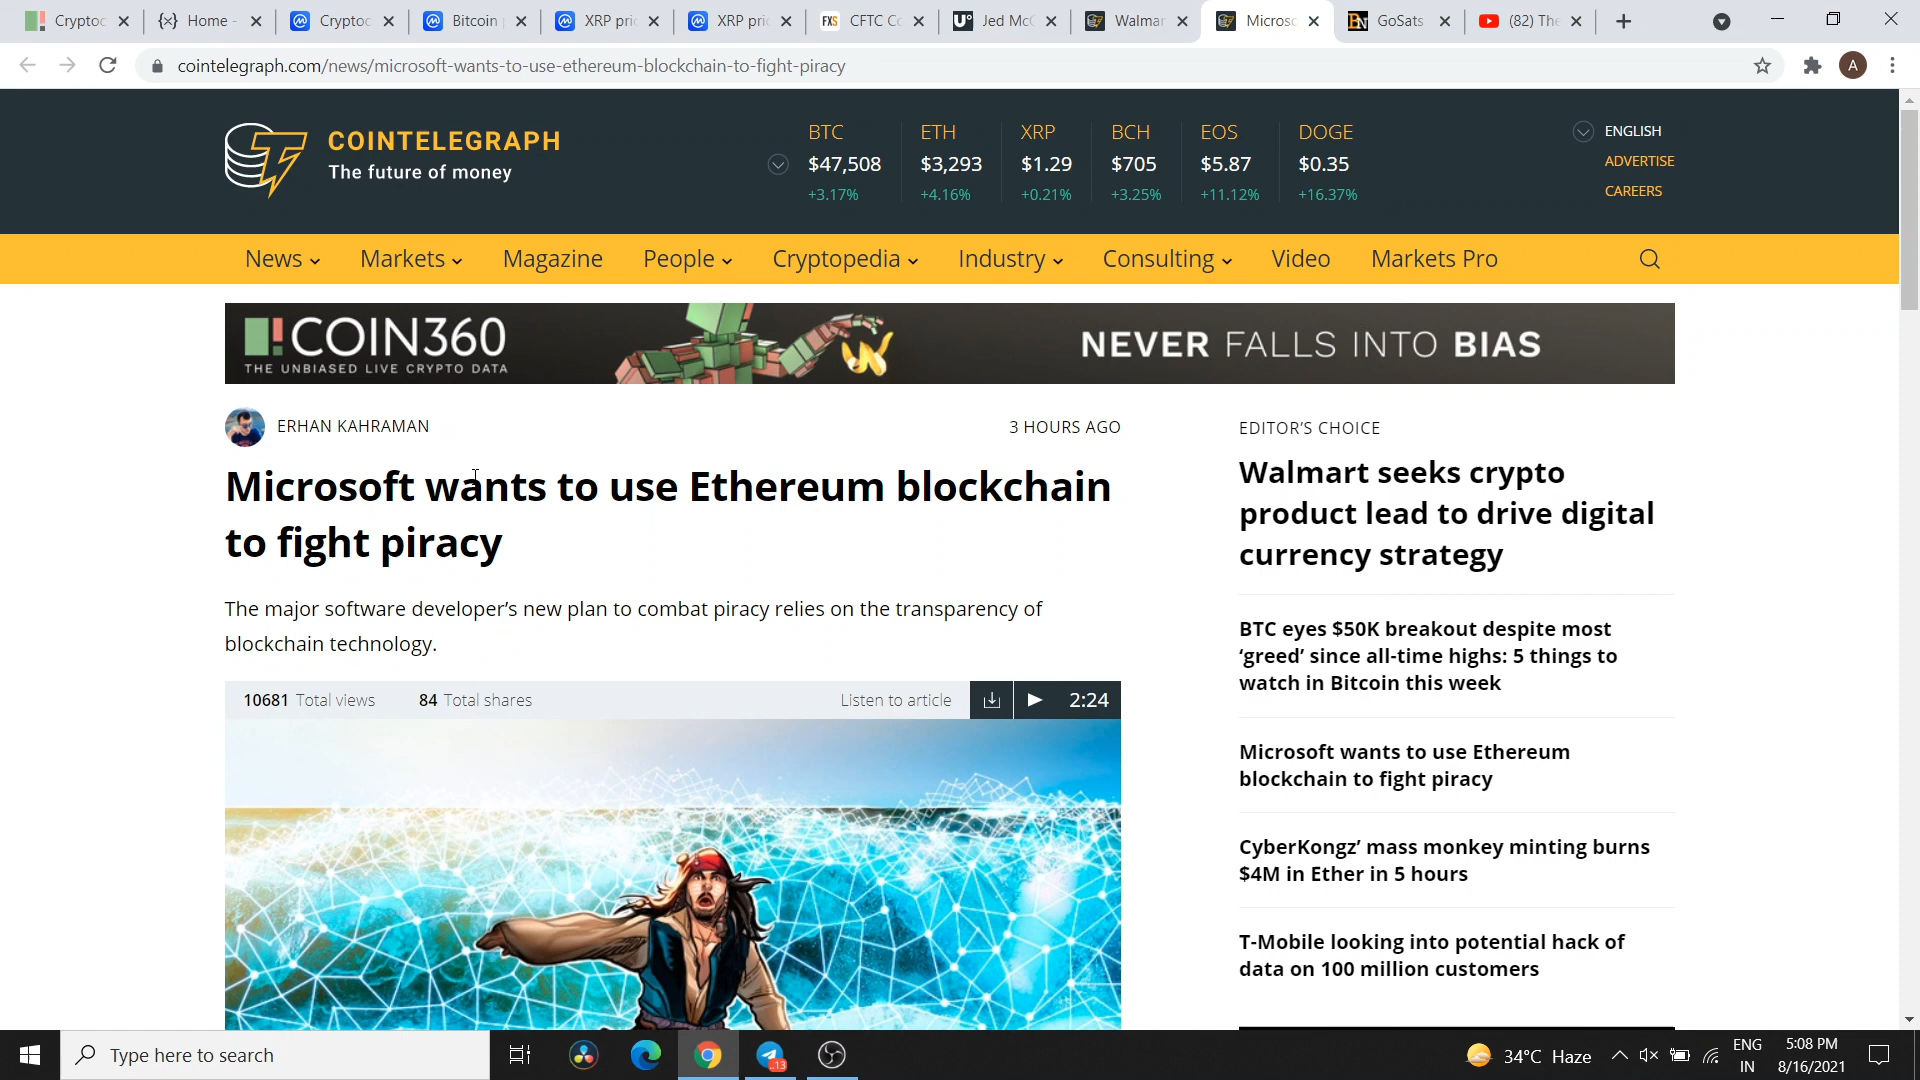 Cryptoc
{x} Home -
Cryptoc
Bitcoin
XRP pric
XRP pric
FXS CFTC Co
Jed McC
Walmar
Microso
GoSats
(82) The
cointelegraph.com/news/microsoft-wants-to-use-ethereum-blockchain-to-fight-piracy
A
COINTELEGRAPH
The future of money
BTC ETH XRP BCH EOS DOGE
$47,508 $3,293 $1.29 $705 $5.87 $0.35
+3.17% +4.16% +0.21% +3.25% +11.12% +16.37%
ENGLISH
ADVERTISE
CAREERS
News Markets Magazine People Cryptopedia Industry Consulting Video Markets Pro
COIN360
THE UNBIASED LIVE CRYPTO DATA
NEVER FALLS INTO BIAS
ERHAN KAHRAMAN
3 HOURS AGO
Microsoft wants to use Ethereum blockchain
to fight piracy
The major software developer's new plan to combat piracy relies on the transparency of
blockchain technology.
10681 Total views 84 Total shares
Listen to article
2:24
EDITOR'S CHOICE
Walmart seeks crypto
product lead to drive digital
currency strategy
BTC eyes $50K breakout despite most
‘greed’ since all-time highs: 5 things to
watch in Bitcoin this week
Microsoft wants to use Ethereum
blockchain to fight piracy
CyberKongz’ mass monkey minting burns
$4M in Ether in 5 hours
T-Mobile looking into potential hack of
data on 100 million customers
Type here to search
..13
34°C Haze
ENG
IN
5:08 PM
8/16/2021